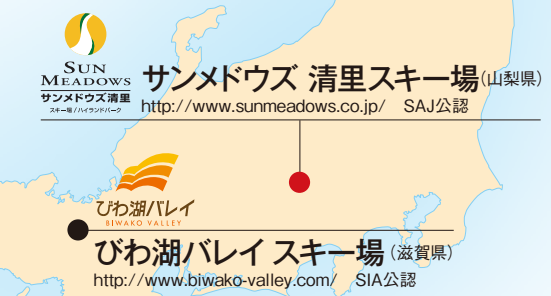 SUN
MEADOWS
サンメドウズ清里
スキー場/ハイランドパーク
サンメドウズ 清里スキー場(山梨県)
http://www.sunmeadows.co.jp/ SAJ公認
びわ湖バレイ
BIWAKO VALLEY
びわ湖バレイ スキー場(滋賀県)
http://www.biwako-valley.com/ SIA公認